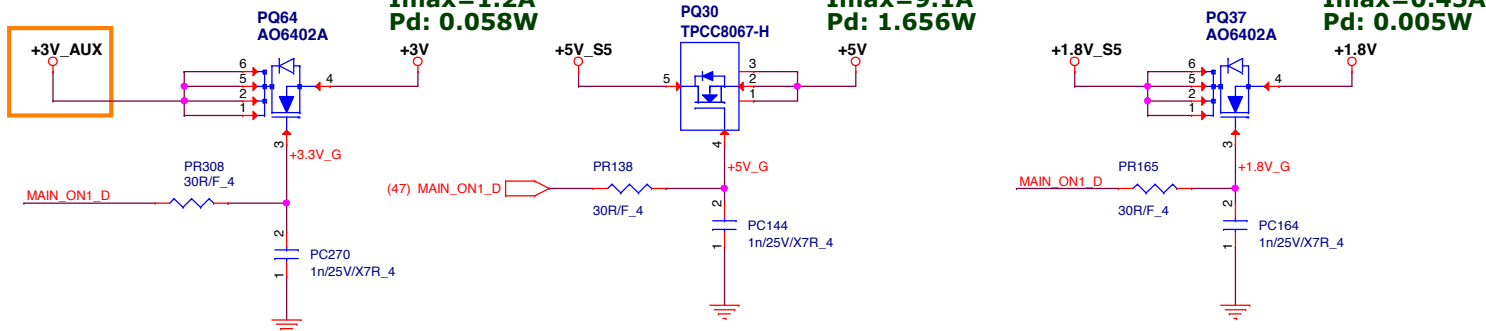 PQ64
AO6402A
Imax=1.2A
Pd: 0.058W
+3V_AUX
+3V
6
5
2
1
4
3
+3.3V_G
PR308
30R/F_4
MAIN_ON1_D
2
1
PC270
1n/25V/X7R_4
PQ30
TPCC8067-H
Imax=9.1A
Pd: 1.656W
+5V_S5
+5V
5
3
2
1
4
+5V_G
PR138
30R/F_4
(47) MAIN_ON1_D
2
1
PC144
1n/25V/X7R_4
PQ37
AO6402A
Imax=0.45A
Pd: 0.005W
+1.8V_S5
+1.8V
6
5
2
1
4
3
+1.8V_G
PR165
30R/F_4
MAIN_ON1_D
2
1
PC164
1n/25V/X7R_4